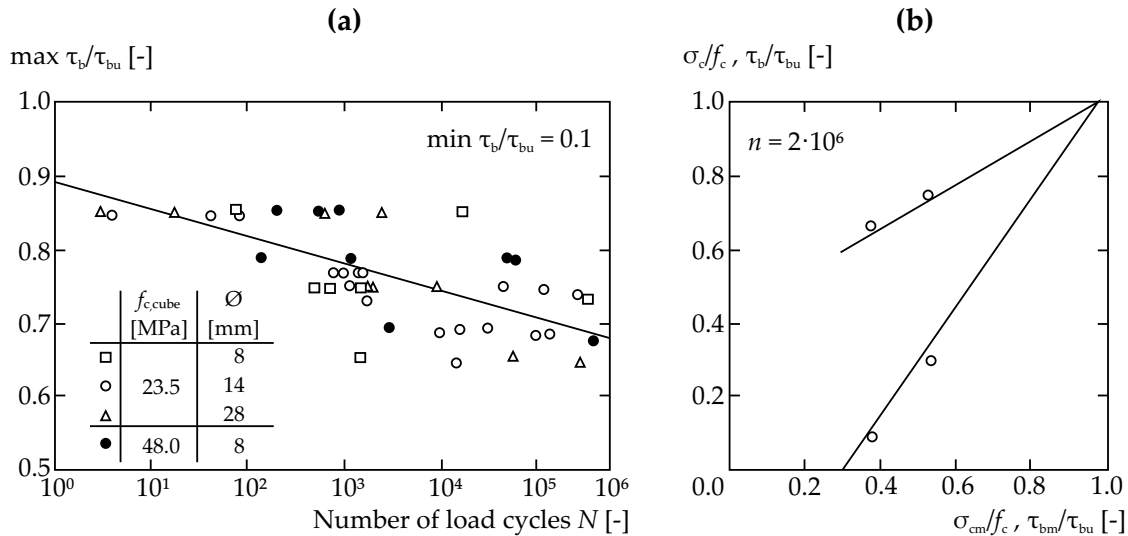 (a)
max τb/τbu [-]
1.0
0.9
0.8
0.7
0.6
0.5
min τb/τbu = 0.1
fc,cube Ø
[MPa] [mm]
8
23.5 14
28
48.0 8
10⁰ 10¹ 10² 10³ 10⁴ 10⁵ 10⁶
Number of load cycles N [-]
(b)
σc/fc , τb/τbu [-]
1.0
0.8
0.6
0.4
0.2
0.0
n = 2·10⁶
0.0 0.2 0.4 0.6 0.8 1.0
σcm/fc , τbm/τbu [-]